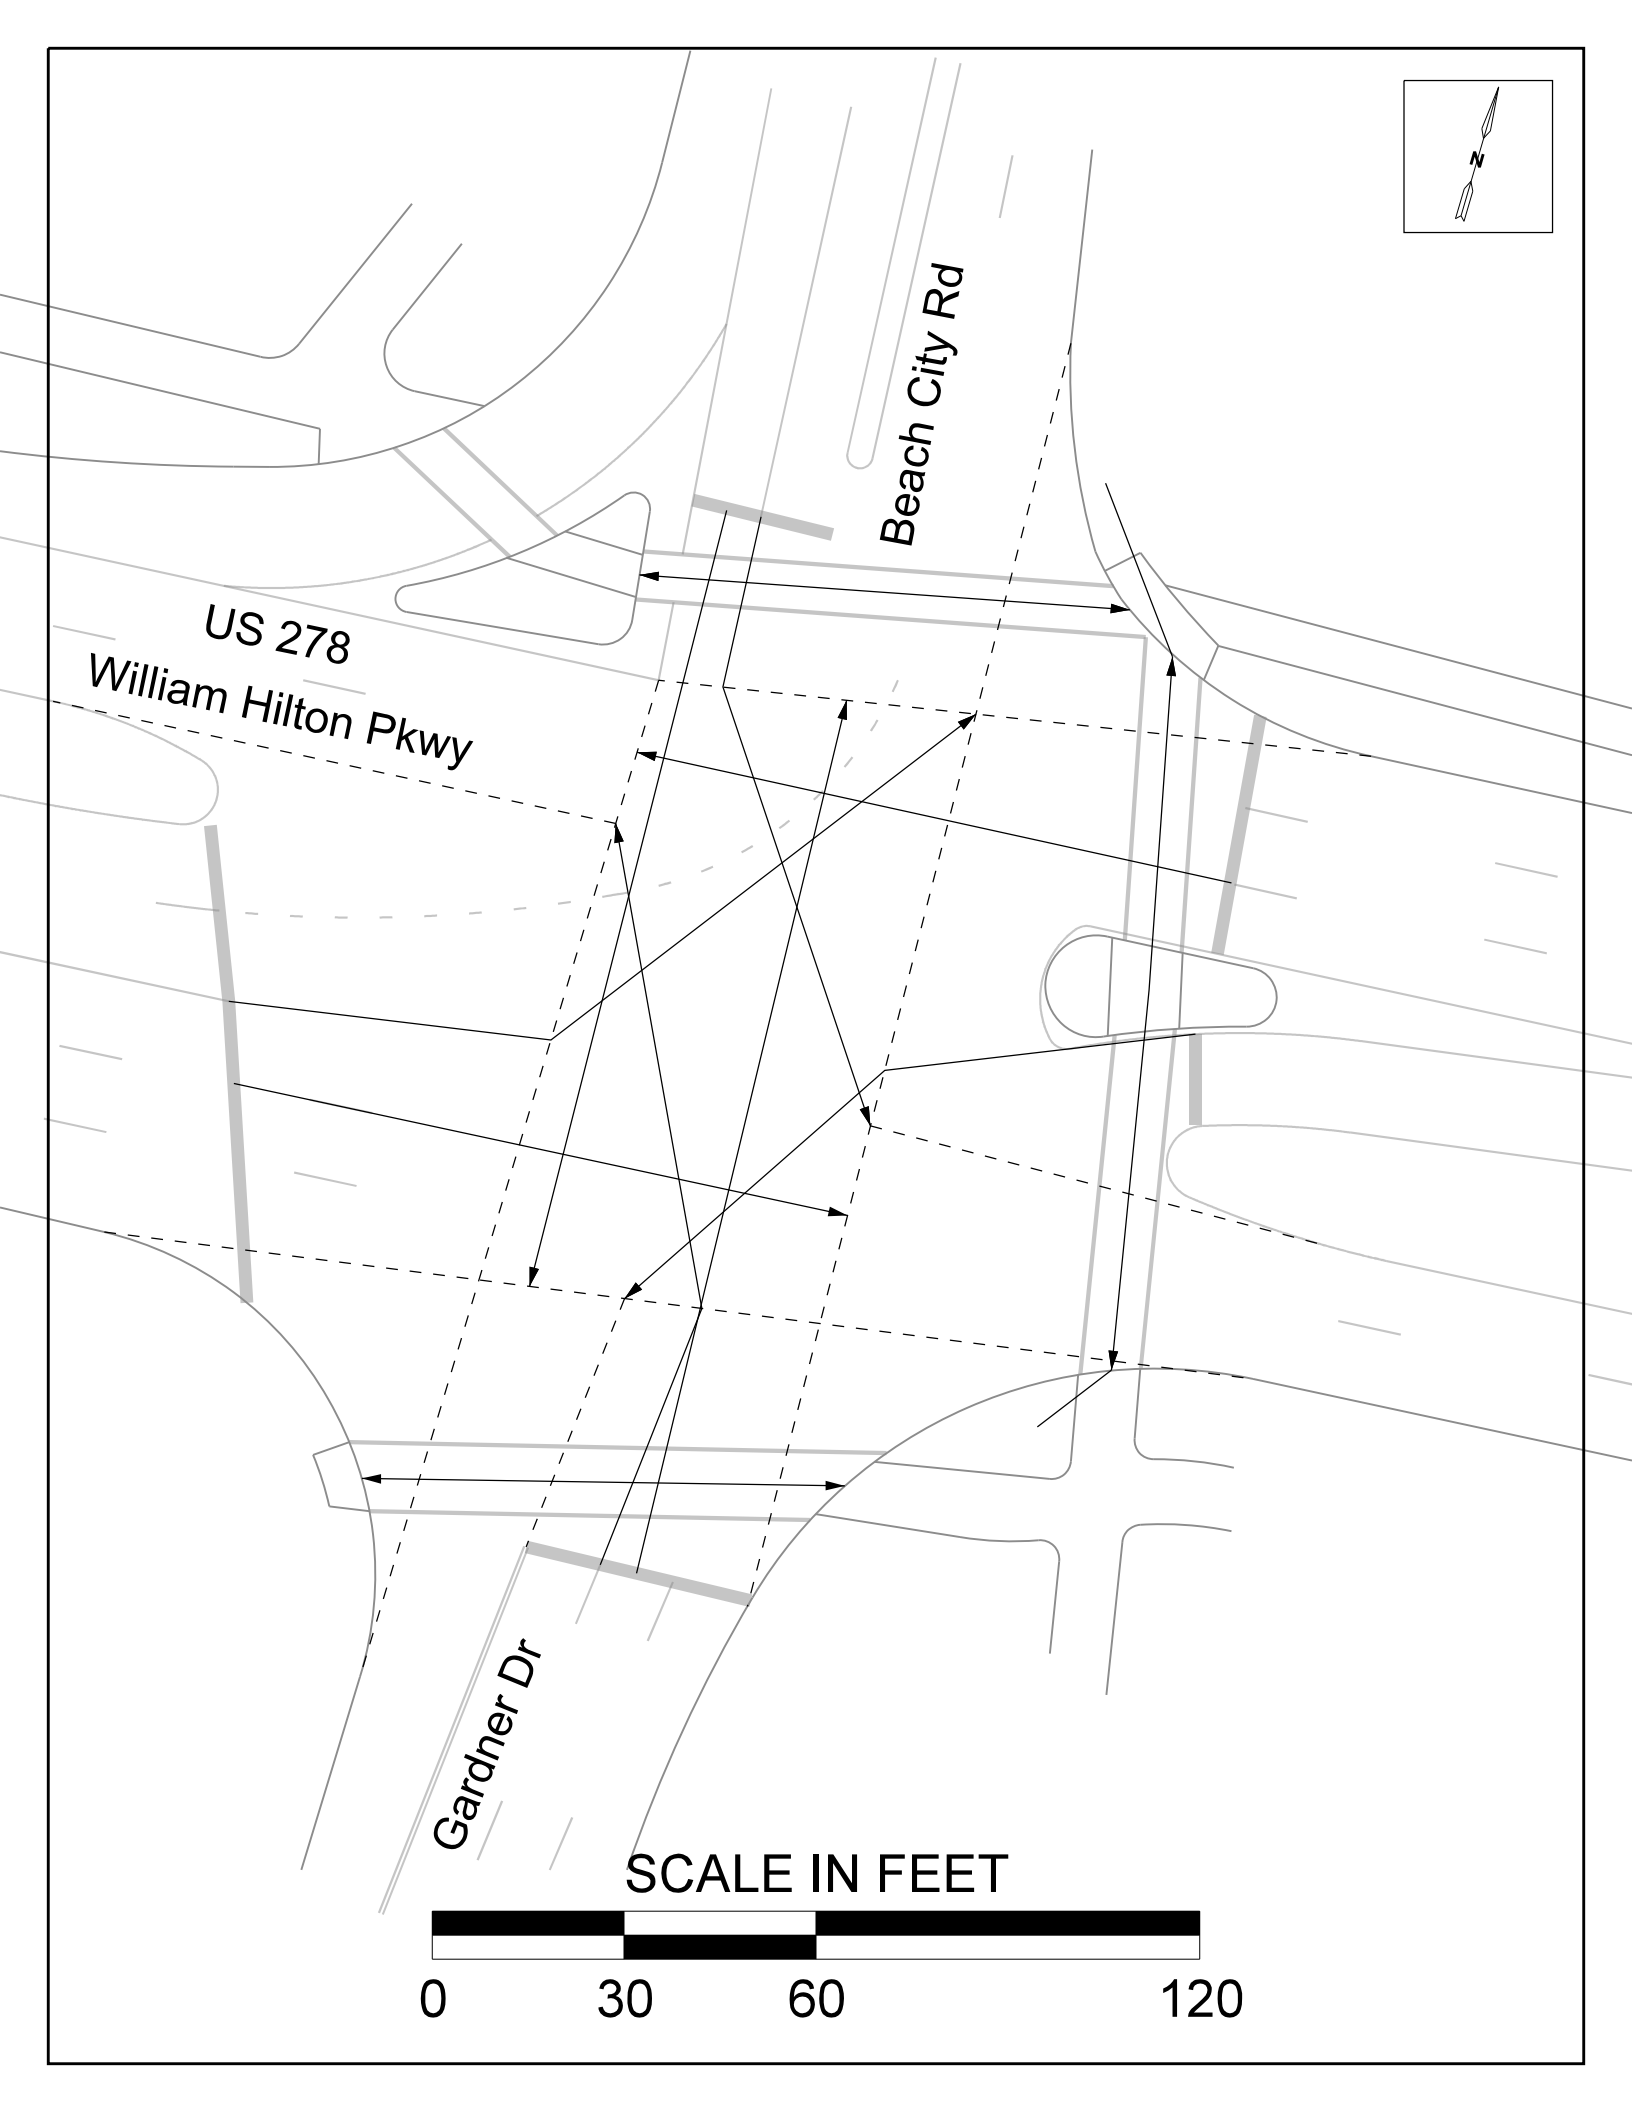 N
Beach City Rd
US 278
William Hilton Pkwy
Gardner Dr
SCALE IN FEET
0 30 60 120